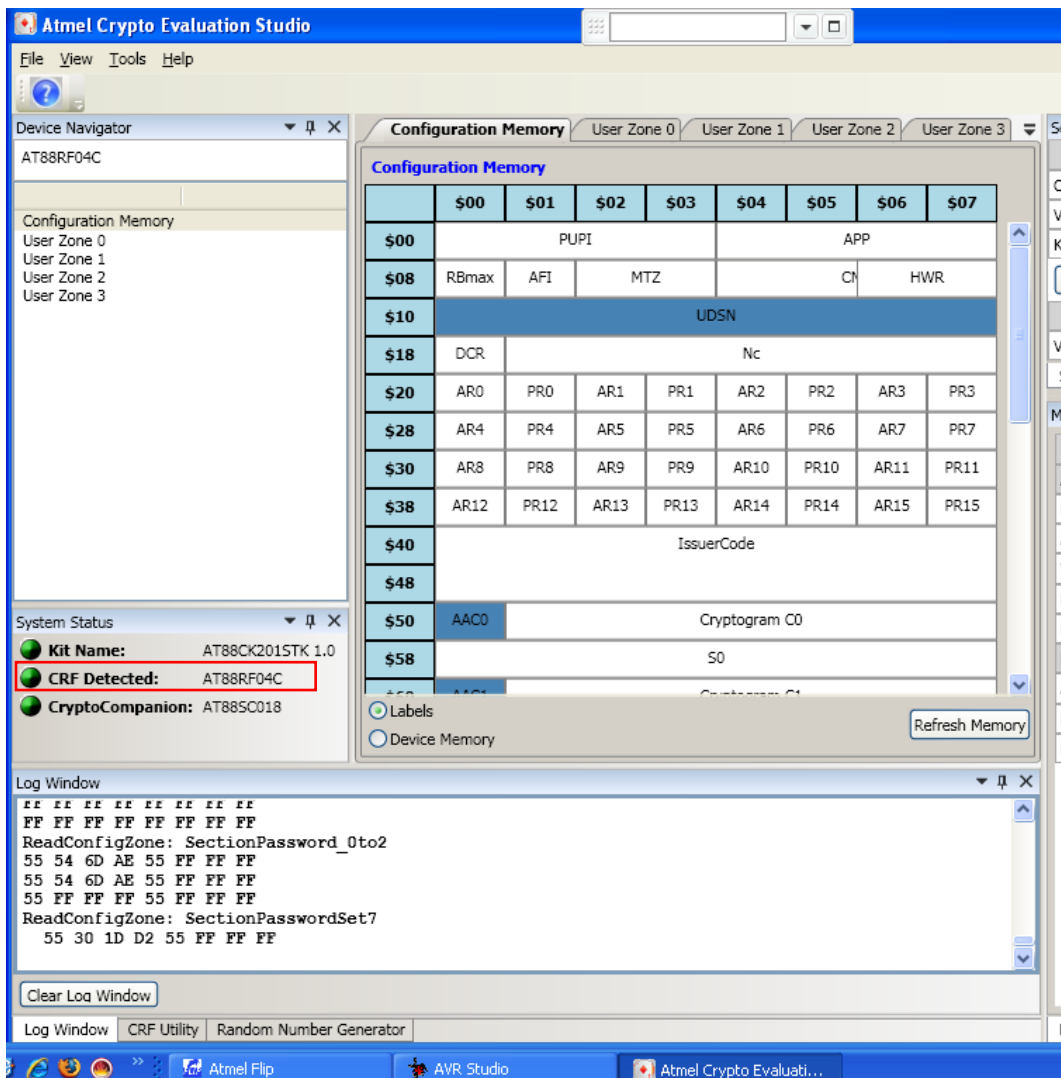 Atmel Crypto Evaluation Studio
File View Tools Help
Device Navigator
AT88RF04C
Configuration Memory
User Zone 0
User Zone 1
User Zone 2
User Zone 3
System Status
Kit Name: AT88CK201STK 1.0
CRF Detected: AT88RF04C
CryptoCompanion: AT88SC018
Configuration Memory User Zone 0 User Zone 1 User Zone 2 User Zone 3
Configuration Memory
$00 $01 $02 $03 $04 $05 $06 $07
$00 PUPI APP
$08 RBmax AFI MTZ HWR
$10 UDSN
$18 DCR Nc
$20 AR0 PR0 AR1 PR1 AR2 PR2 AR3 PR3
$28 AR4 PR4 AR5 PR5 AR6 PR6 AR7 PR7
$30 AR8 PR8 AR9 PR9 AR10 PR10 AR11 PR11
$38 AR12 PR12 AR13 PR13 AR14 PR14 AR15 PR15
$40 IssuerCode
$48
$50 AAC0 Cryptogram C0
$58 S0
Labels
Device Memory
Refresh Memory
Log Window
FF FF FF FF FF FF FF FF
FF FF FF FF FF FF FF FF
ReadConfigZone: SectionPassword_0to2
55 54 6D AE 55 FF FF FF
55 54 6D AE 55 FF FF FF
55 FF FF FF 55 FF FF FF
ReadConfigZone: SectionPasswordSet7
55 30 1D D2 55 FF FF FF
Clear Log Window
Log Window CRF Utility Random Number Generator
Atmel Flip AVR Studio Atmel Crypto Evaluati...